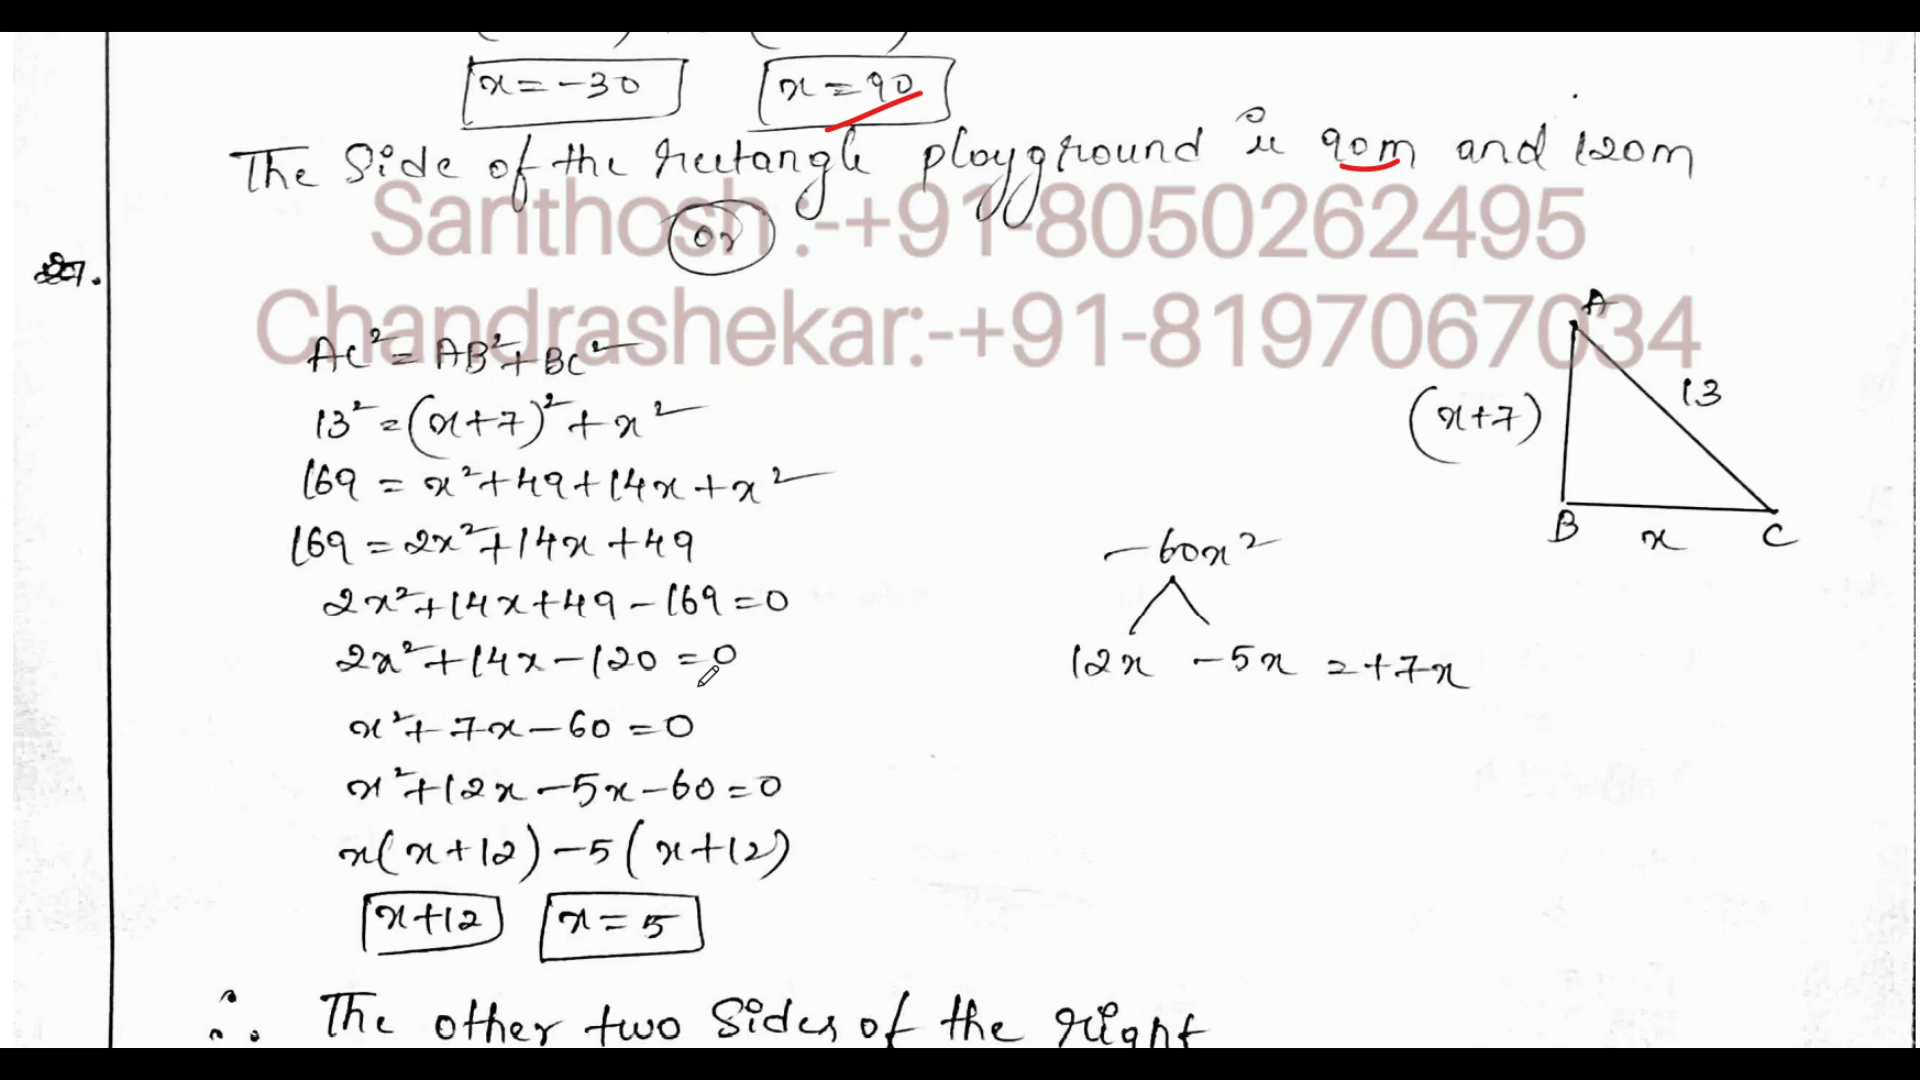 x = -30 x = 90
The Side of the rectangle playground is 90m and 120m
Santhosh :-+91-8050262495
or
27.
Chandrashekar:-+91-8197067034
A
AC² = AB² + BC²
13
13² = (x+7)² + x²
(x+7)
169 = x² + 49 + 14x + x²
B x C
169 = 2x² + 14x + 49
-60x²
2x² + 14x + 49 - 169 = 0
2x² + 14x - 120 = 0
12x -5x = +7x
x² + 7x - 60 = 0
x² + 12x - 5x - 60 = 0
x(x+12) - 5(x+12)
x+12 x = 5
∴ The other two Sides of the right